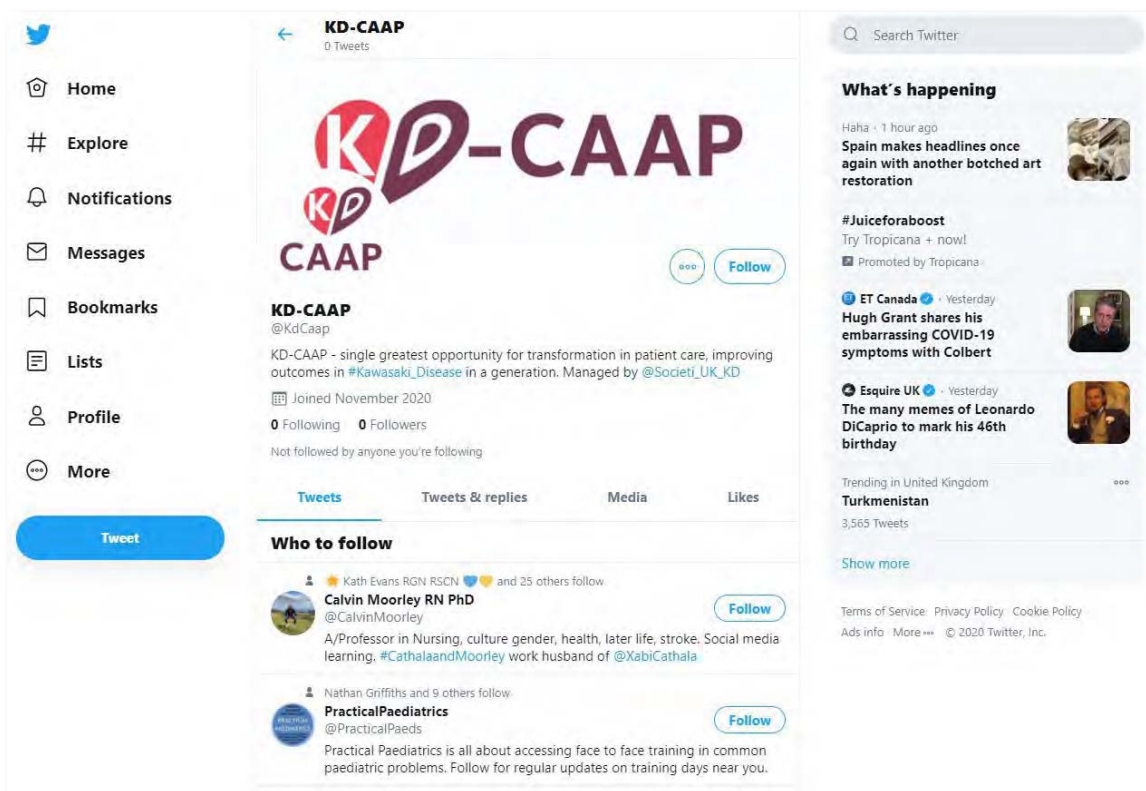 Home
Explore
Notifications
Messages
Bookmarks
Lists
Profile
More
Tweet
KD-CAAP
0 Tweets
KD-CAAP
KD
CAAP
Follow
KD-CAAP
@KdCaap
KD-CAAP - single greatest opportunity for transformation in patient care, improving
outcomes in #Kawasaki_Disease in a generation. Managed by @Societi_UK_KD
Joined November 2020
0 Following 0 Followers
Not followed by anyone you're following
Tweets Tweets & replies Media Likes
Who to follow
Kath Evans RGN RSCN and 25 others follow
Calvin Moorley RN PhD
@CalvinMoorley
Follow
A/Professor in Nursing, culture gender, health, later life, stroke. Social media
learning. #CathalaandMoorley work husband of @XabiCathala
Nathan Griffiths and 9 others follow
PracticalPaediatrics
@PracticalPaeds
Follow
Practical Paediatrics is all about accessing face to face training in common
paediatric problems. Follow for regular updates on training days near you.
Search Twitter
What's happening
Haha · 1 hour ago
Spain makes headlines once
again with another botched art
restoration
#Juiceforaboost
Try Tropicana + now!
Promoted by Tropicana
ET Canada · Yesterday
Hugh Grant shares his
embarrassing COVID-19
symptoms with Colbert
Esquire UK · Yesterday
The many memes of Leonardo
DiCaprio to mark his 46th
birthday
Trending in United Kingdom
Turkmenistan
3,565 Tweets
Show more
Terms of Service Privacy Policy Cookie Policy
Ads info More ••• © 2020 Twitter, Inc.